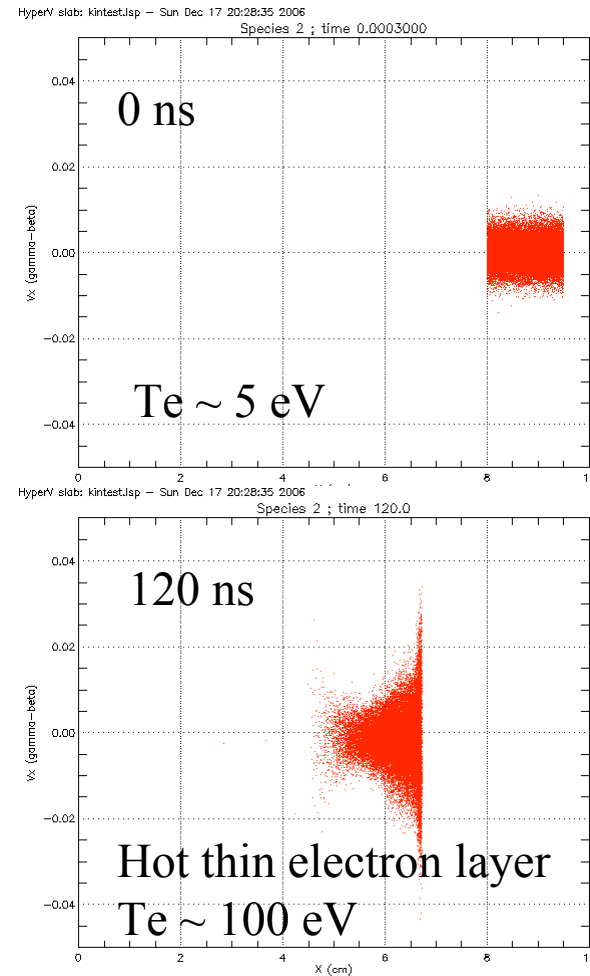 HyperV slab: kintest.lsp — Sun Dec 17 20:28:35 2006
Species 2 ; time 0.0003000
0.04
0 ns
0.02
0.00
Vx (gamma-beta)
-0.02
Te ~ 5 eV
-0.04
0 2 4 6 8 1
HyperV slab: kintest.lsp — Sun Dec 17 20:28:35 2006
Species 2 ; time 120.0
0.04
120 ns
0.02
0.00
Vx (gamma-beta)
-0.02
Hot thin electron layer
-0.04
Te ~ 100 eV
0 2 4 6 8 1
X (cm)